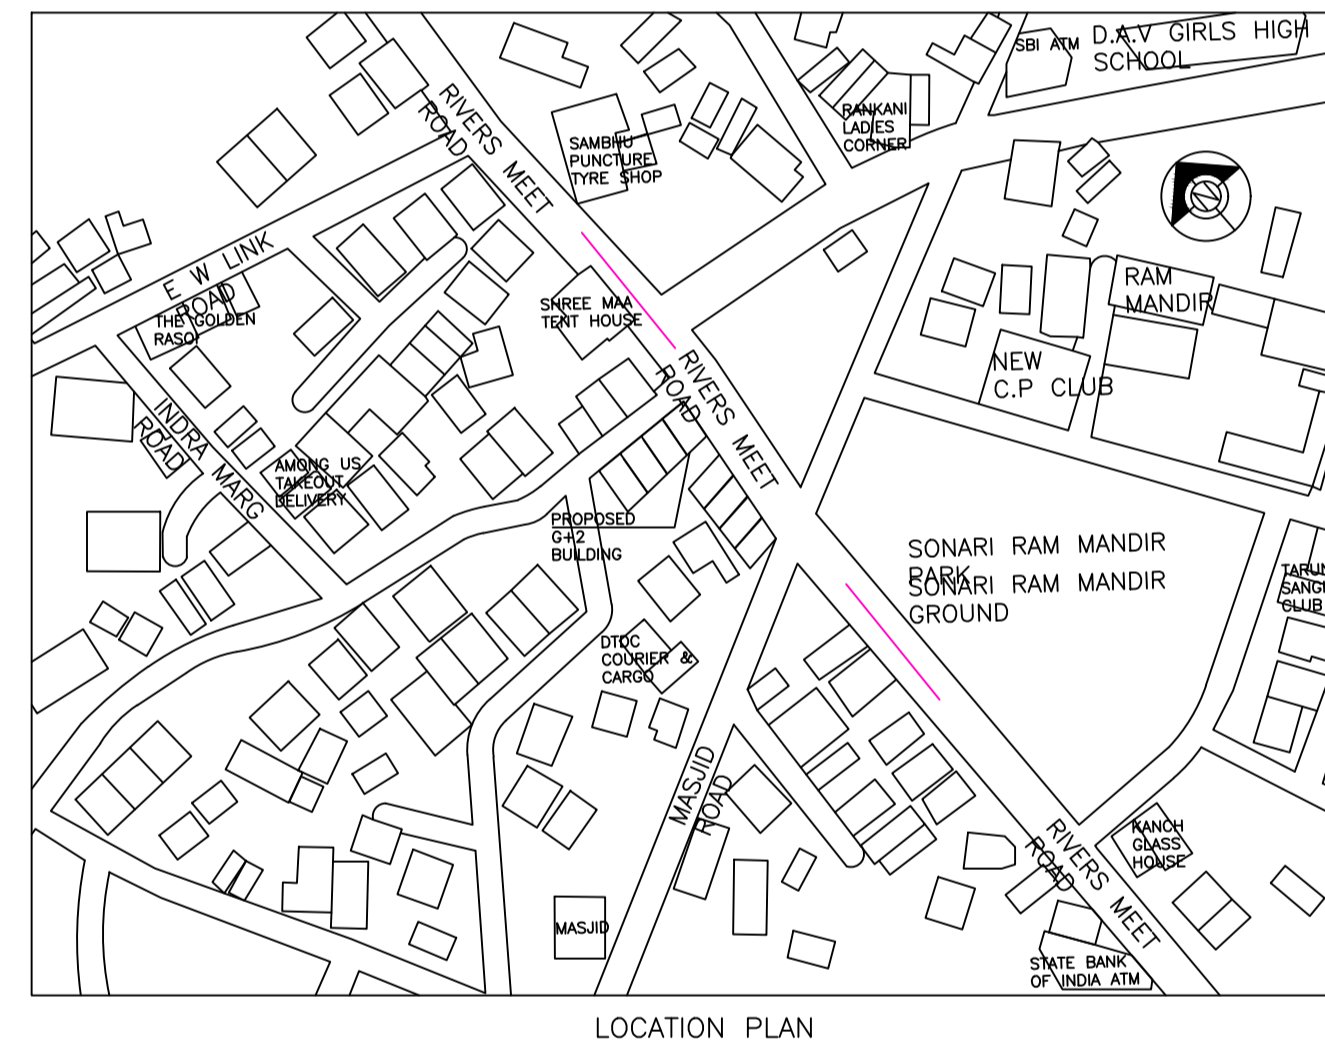 D.A.V GIRLS HIGH
SCHOOL
SBI ATM
RIVERS MEET
ROAD
RANKANI
LADIES
CORNER
SAMBHU
PUNCTURE
TYRE SHOP
N
E W LINK
ROAD
RAM
MANDIR
SHREE MAA
TENT HOUSE
THE GOLDEN
RASOI
NEW
C.P CLUB
RIVERS MEET
ROAD
INDRA MARG
ROAD
AMONG US
TAKEOUT
DELIVERY
PROPOSED
G+2
BUILDING
SONARI RAM MANDIR
PARK
SONARI RAM MANDIR
GROUND
TARUN
CLUB
DTDC
COURIER &
CARGO
MASJID
ROAD
KANCH
GLASS
HOUSE
RIVERS MEET
ROAD
MASJID
STATE BANK
OF INDIA ATM
LOCATION PLAN